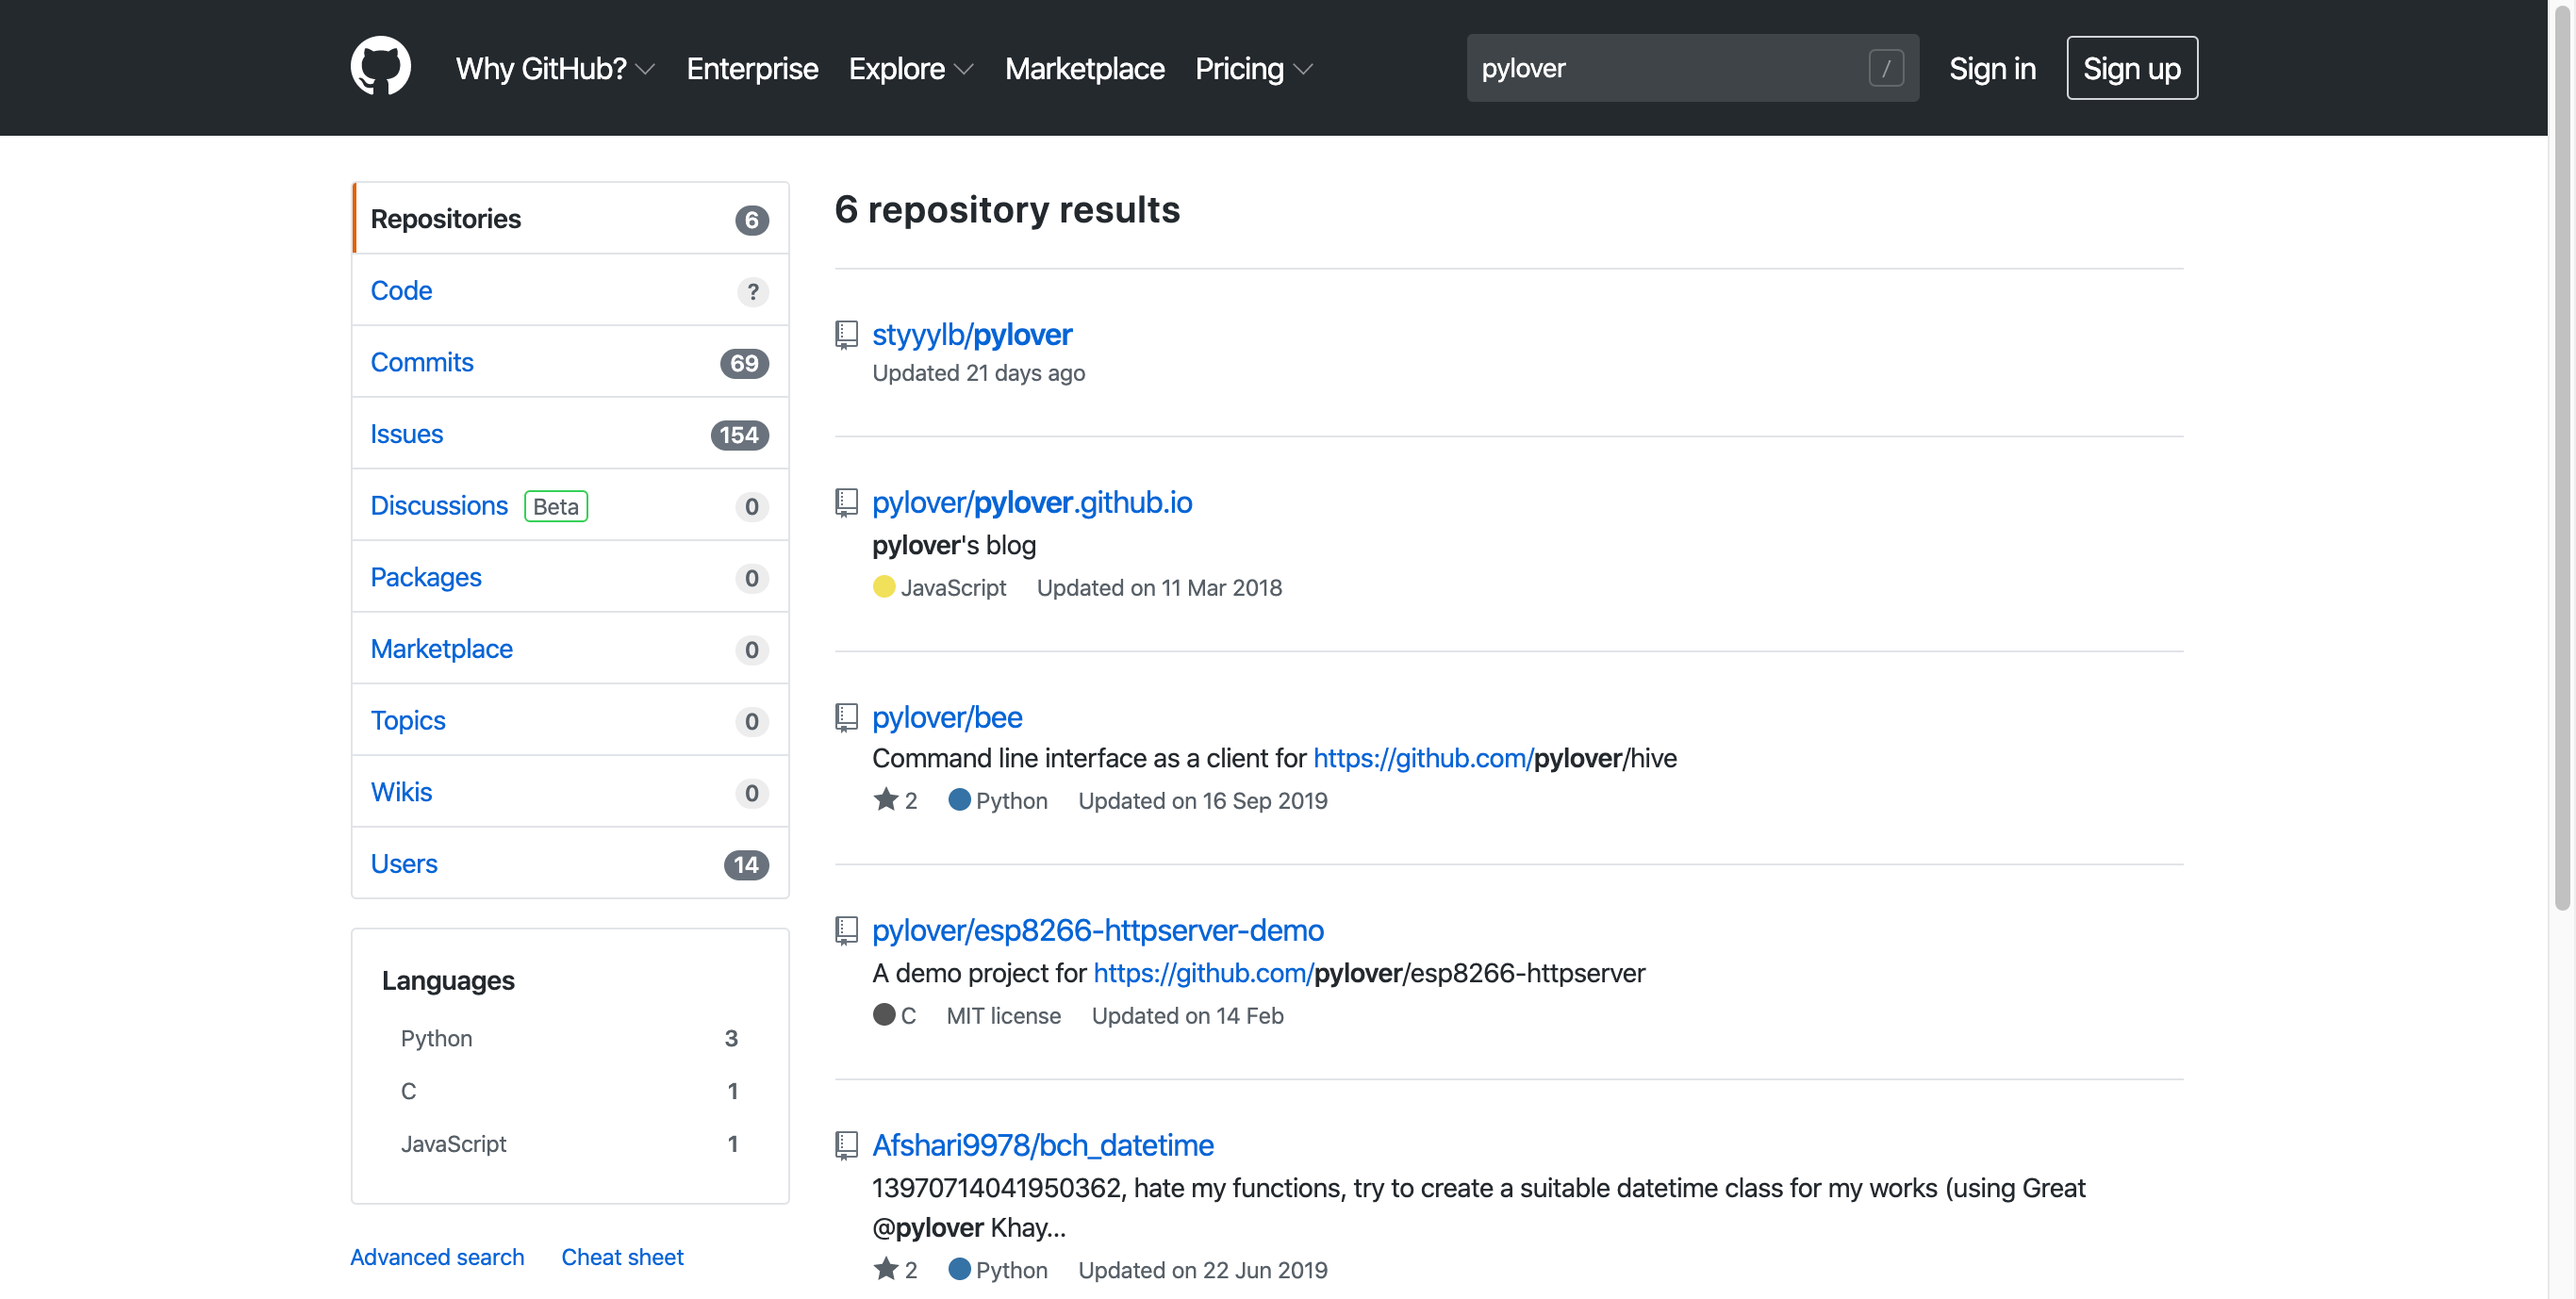 Why GitHub? Enterprise Explore Marketplace Pricing pylover / Sign in Sign up
Repositories 6
Code ?
Commits 69
Issues 154
Discussions Beta 0
Packages 0
Marketplace 0
Topics 0
Wikis 0
Users 14
Languages
Python 3
C 1
JavaScript 1
Advanced search Cheat sheet
6 repository results
styyylb/pylover
Updated 21 days ago
pylover/pylover.github.io
pylover's blog
JavaScript Updated on 11 Mar 2018
pylover/bee
Command line interface as a client for https://github.com/pylover/hive
2 Python Updated on 16 Sep 2019
pylover/esp8266-httpserver-demo
A demo project for https://github.com/pylover/esp8266-httpserver
C MIT license Updated on 14 Feb
Afshari9978/bch_datetime
13970714041950362, hate my functions, try to create a suitable datetime class for my works (using Great
@pylover Khay...
2 Python Updated on 22 Jun 2019